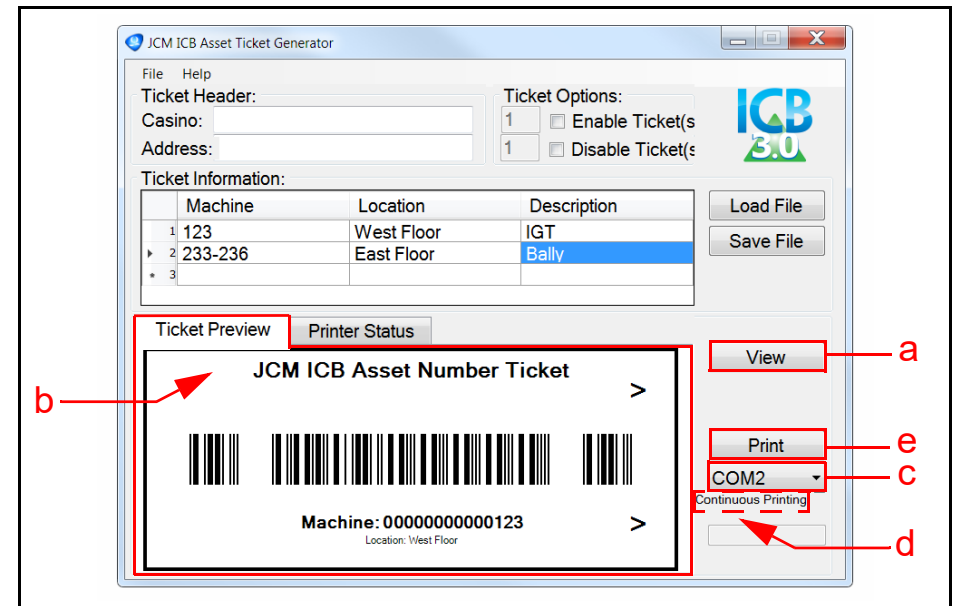 JCM ICB Asset Ticket Generator
File Help
Ticket Header:
Casino:
Address:
Ticket Options:
1 Enable Ticket(s
1 Disable Ticket(s
ICB
3.0
Ticket Information:
Machine Location Description
1 123 West Floor IGT
2 233-236 East Floor Bally
* 3
Load File
Save File
Ticket Preview Printer Status
JCM ICB Asset Number Ticket
>
Machine: 00000000000123
>
Location: West Floor
View
Print
COM2
Continuous Printing
a
b
e
c
d